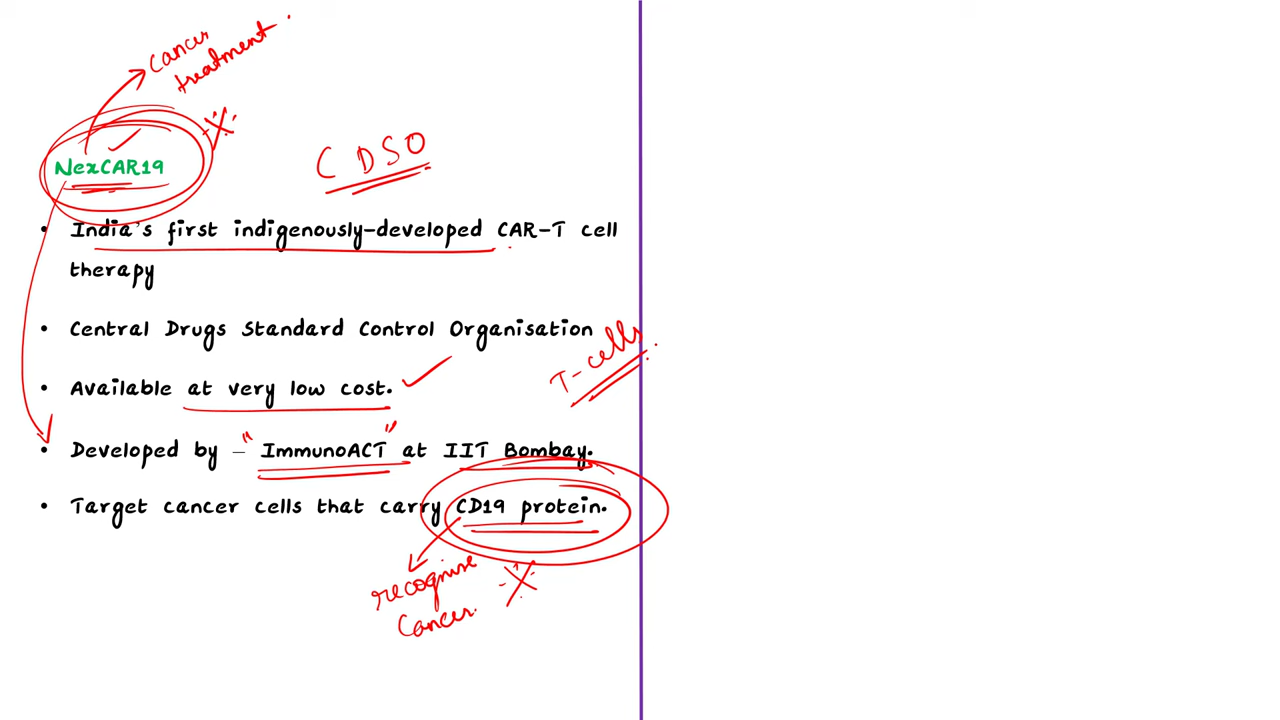 Cancer
treatment
NexCAR19
CDSO
• India's first indigenously-developed CAR-T cell
therapy
• Central Drugs Standard Control Organisation
T-cells
• Available at very low cost.
• Developed by – "ImmunoACT" at IIT Bombay.
• Target cancer cells that carry CD19 protein.
recognise
Cancer.